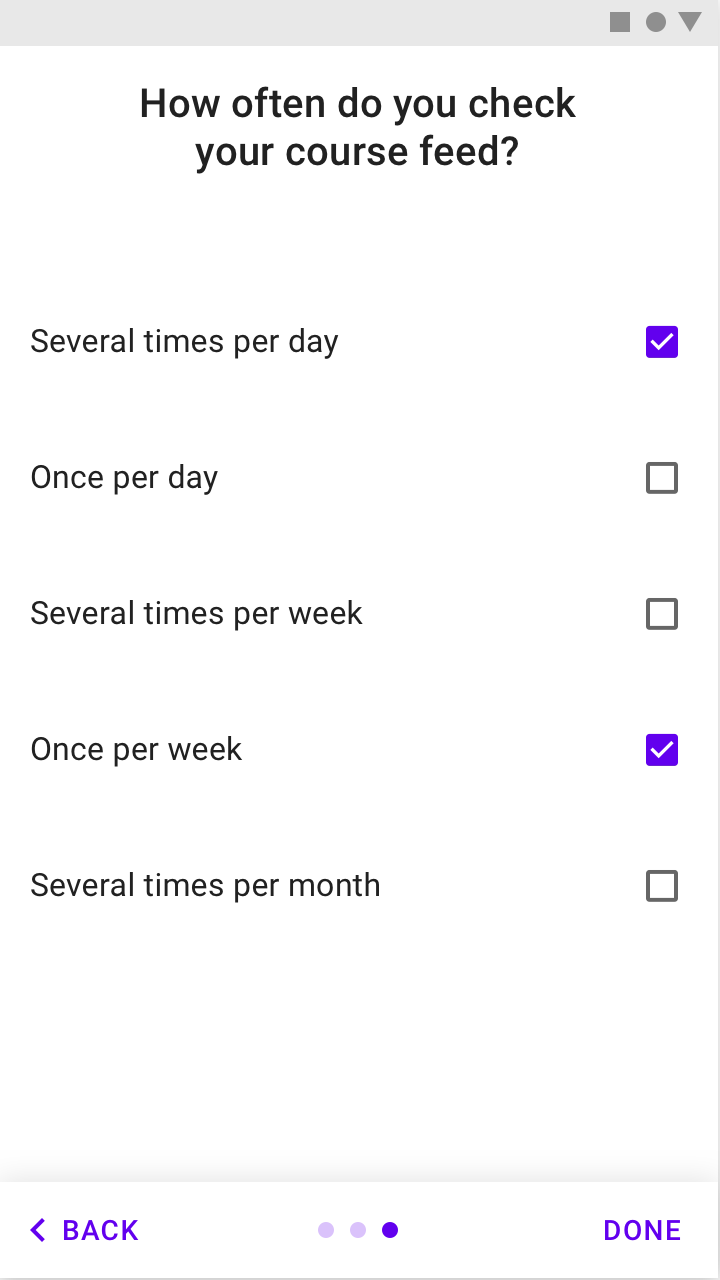 How often do you check
your course feed?
Several times per day
Once per day
Several times per week
Once per week
Several times per month
BACK
DONE